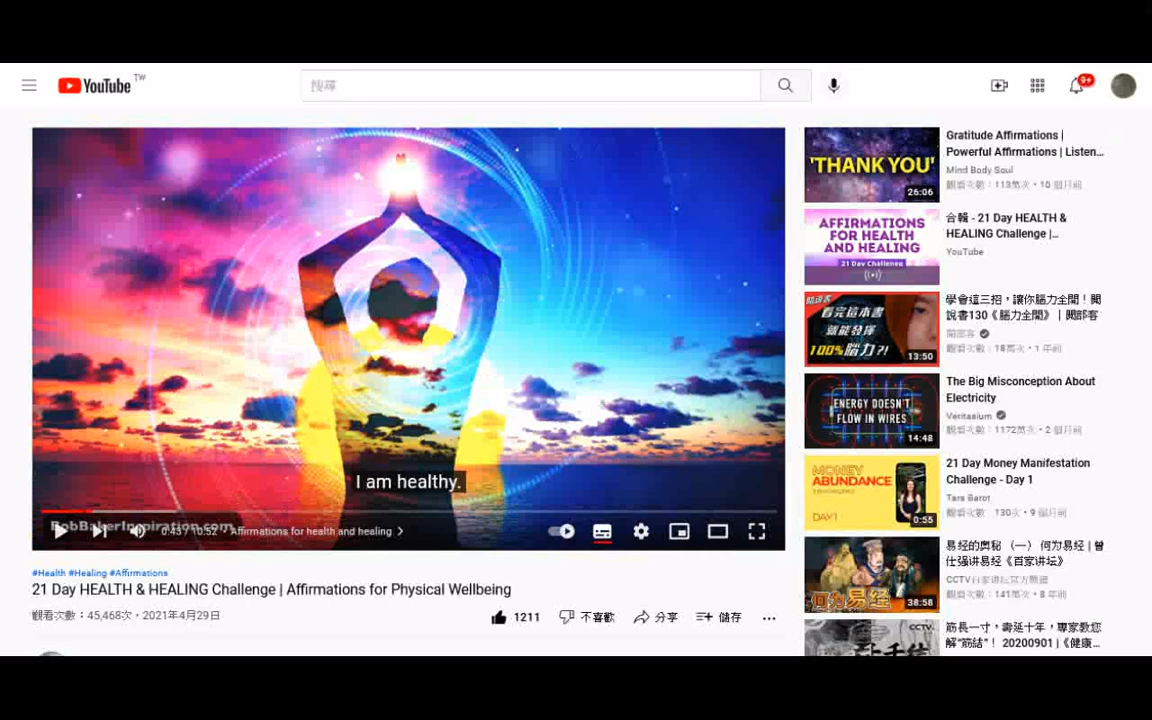 YouTube TW
搜尋
9+
I am healthy.
BobBakerInspiration.com
0:43 / 10:52 • Affirmations for health and healing
#Health #Healing #Affirmations
21 Day HEALTH & HEALING Challenge | Affirmations for Physical Wellbeing
觀看次數：45,468次 • 2021年4月29日
1211 不喜歡 分享 儲存
'THANK YOU'
26:06
Gratitude Affirmations |
Powerful Affirmations | Listen...
Mind Body Soul
觀看次數：113萬次 • 10 個月前
AFFIRMATIONS
FOR HEALTH
AND HEALING
21 Day Challenge
合輯 - 21 Day HEALTH &
HEALING Challenge |...
YouTube
看完這本書
就能發揮
100%腦力?!
13:50
學會這三招，讓你腦力全開！閱
說書130《腦力全開》｜閱部客
閱部客
觀看次數：18萬次 • 1 年前
ENERGY DOESN'T
FLOW IN WIRES
14:48
The Big Misconception About
Electricity
Veritasium
觀看次數：1172萬次 • 2 個月前
MONEY
ABUNDANCE
DAY 1
0:55
21 Day Money Manifestation
Challenge - Day 1
Tara Barot
觀看次數：130次 • 9 個月前
何为易经
38:58
易经的奥秘 （一） 何为易经 | 曾
仕强讲易经《百家讲坛》
CCTV百家讲坛官方频道
觀看次數：141萬次 • 8 年前
CCTV.
筋長一寸，壽延十年，專家教您
解"筋結"！ 20200901 |《健康...